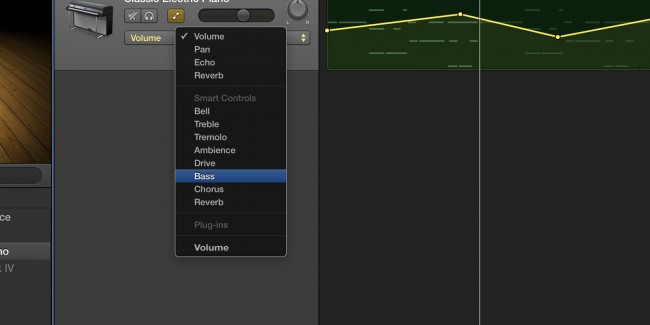 Classic Electric Piano
L R
Volume
✓ Volume
Pan
Echo
Reverb
Smart Controls
Bell
Treble
Tremolo
Ambience
Drive
Bass
Chorus
Reverb
Plug-ins
Volume
ce
no
IV